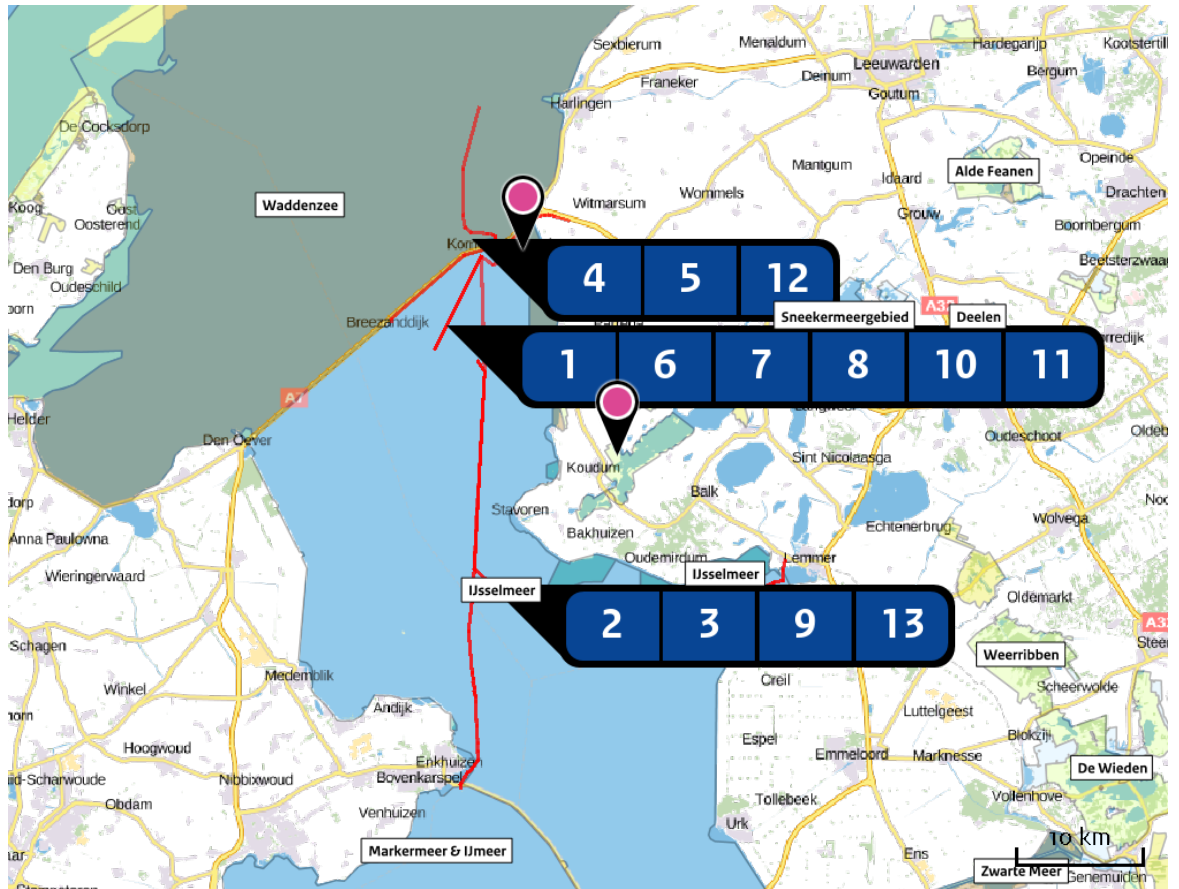 Sexbierum
Menaldum
Hardegarijp
Kootstertill
Leeuwarden
Deinum
Bergum
Franeker
Goutum
Harlingen
De Cocksdorp
Mantgum
Opeinde
Alde Feanen
Idaard
Wommels
Drachten
Waddenzee
Witmarsum
Koog
Oost
Oosterend
Grouw
Boornbergum
Den Burg
Oudeschild
4
5
12
Breezanddijk
Sneekermeergebied
Deelen
1
6
7
8
10
11
A7
Helder
Den Oever
Oudeschoot
Koudum
Sint Nicolaasga
Balk
Stavoren
Wolvega
Echtenerbrug
Anna Paulowna
Bakhuizen
Oudemirdum
Lemmer
Wieringerwaard
IJsselmeer
IJsselmeer
Oldemarkt
2
3
9
13
Schagen
Weerribben
Medemblik
Creil
Scheerwolde
Winkel
Andijk
Luttelgeest
Hoogwoud
Espel
Emmeloord
Marknesse
Blokzijl
Enkhuizen
Bovenkarspel
De Wieden
Nibbixwoud
Obdam
Venhuizen
Tollebeek
Vollenhove
Urk
10 km
Markermeer & IJmeer
Ens
Zwarte Meer
Genemuiden